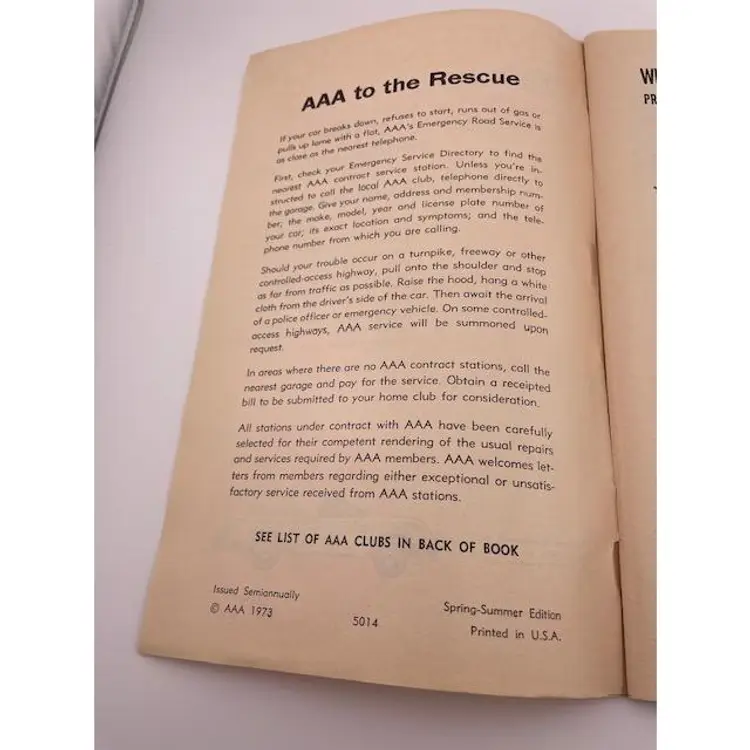 AAA to the Rescue
If your car breaks down, refuses to start, runs out of gas or
pulls up lame with a flat, AAA's Emergency Road Service is
as close as the nearest telephone.
First, check your Emergency Service Directory to find the
nearest AAA contract service station. Unless you're in-
structed to call the local AAA club, telephone directly to
the garage. Give your name, address and membership num-
ber; the make, model, year and license plate number of
your car; its exact location and symptoms; and the tele-
phone number from which you are calling.
Should your trouble occur on a turnpike, freeway or other
controlled-access highway, pull onto the shoulder and stop
as far from traffic as possible. Raise the hood, hang a white
cloth from the driver's side of the car. Then await the arrival
of a police officer or emergency vehicle. On some controlled-
access highways, AAA service will be summoned upon
request.
In areas where there are no AAA contract stations, call the
nearest garage and pay for the service. Obtain a receipted
bill to be submitted to your home club for consideration.
All stations under contract with AAA have been carefully
selected for their competent rendering of the usual repairs
and services required by AAA members. AAA welcomes let-
ters from members regarding either exceptional or unsatis-
factory service received from AAA stations.
SEE LIST OF AAA CLUBS IN BACK OF BOOK
Issued Semiannually
© AAA 1973
5014
Spring-Summer Edition
Printed in U.S.A.
PR